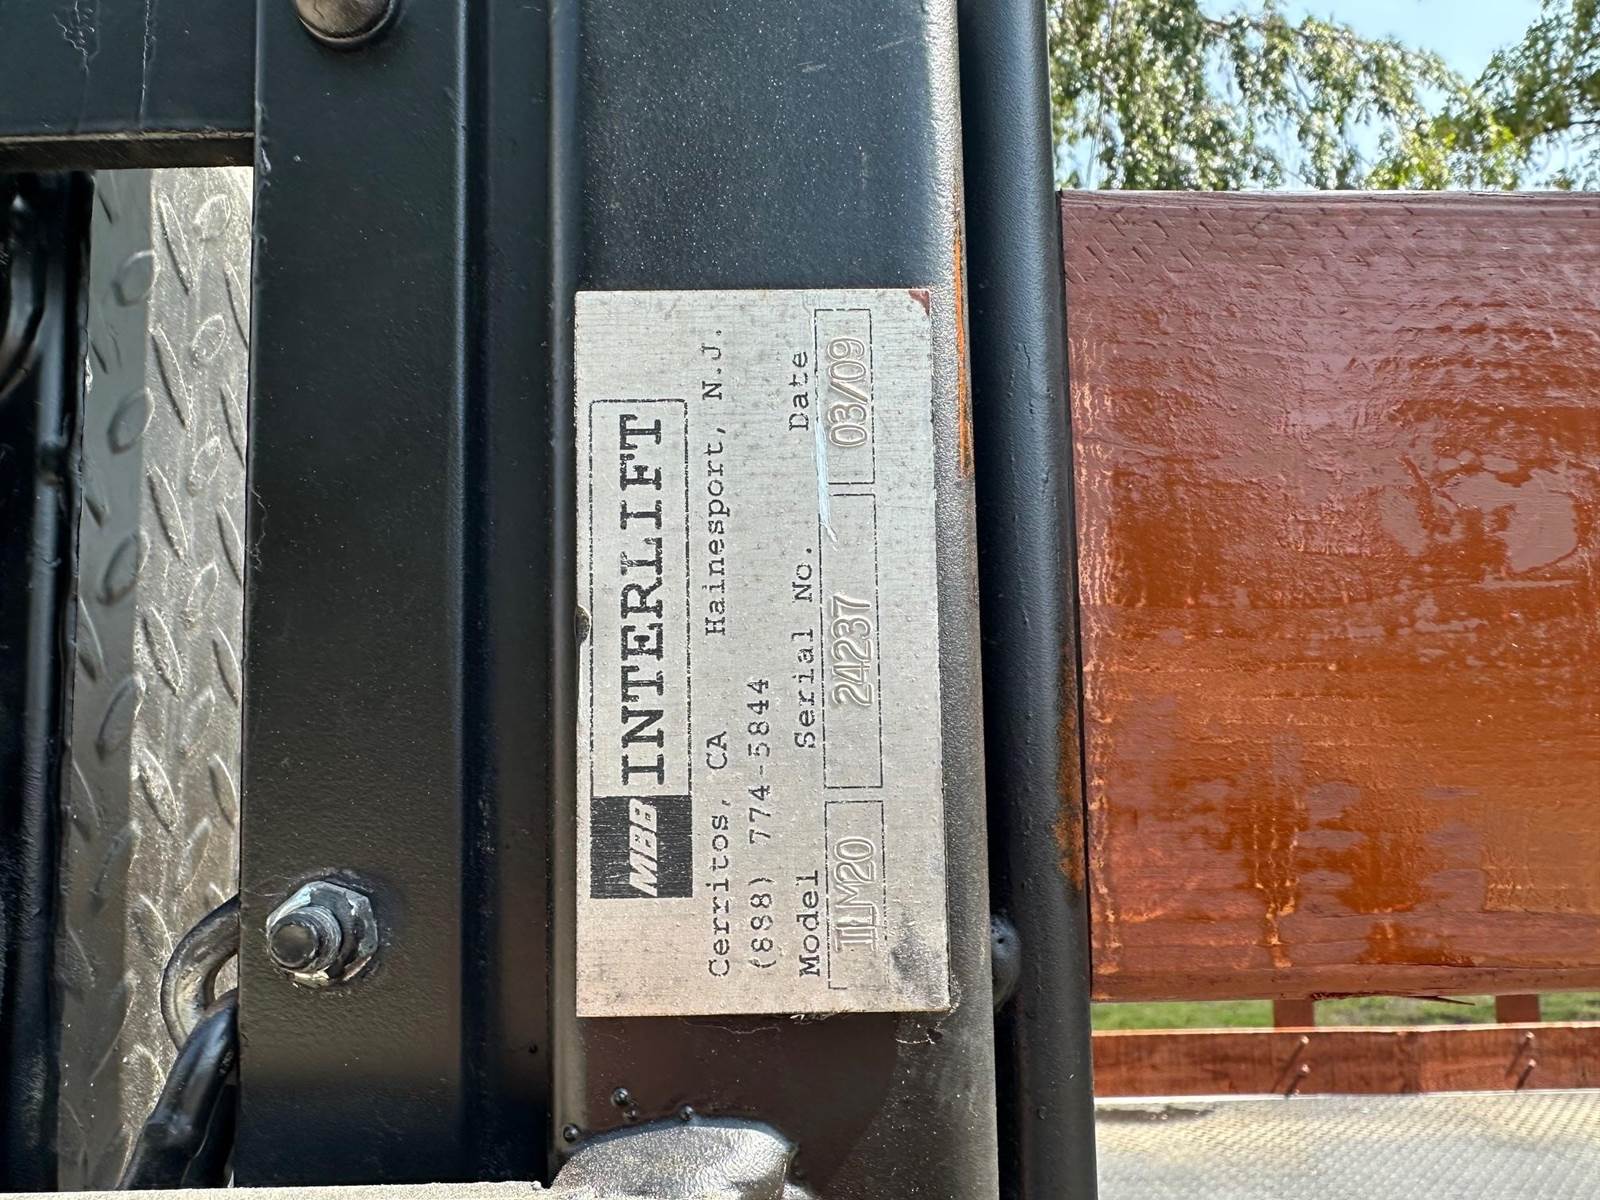 MBB INTERLIFT
Cerritos, CA Hainesport, N.J.
(888) 774-5844
Model Serial No. Date
ILM20 24237 03/09